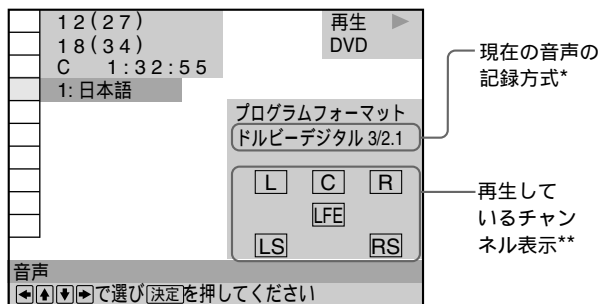 12(27)
18(34)
C 1:32:55
1: 日本語
再生 ▶
DVD
プログラムフォーマット
ドルビーデジタル 3/2.1
L C R
LFE
LS RS
音声
←↑↓→で選び決定を押してください
現在の音声の
記録方式*
再生して
いるチャン
ネル表示**